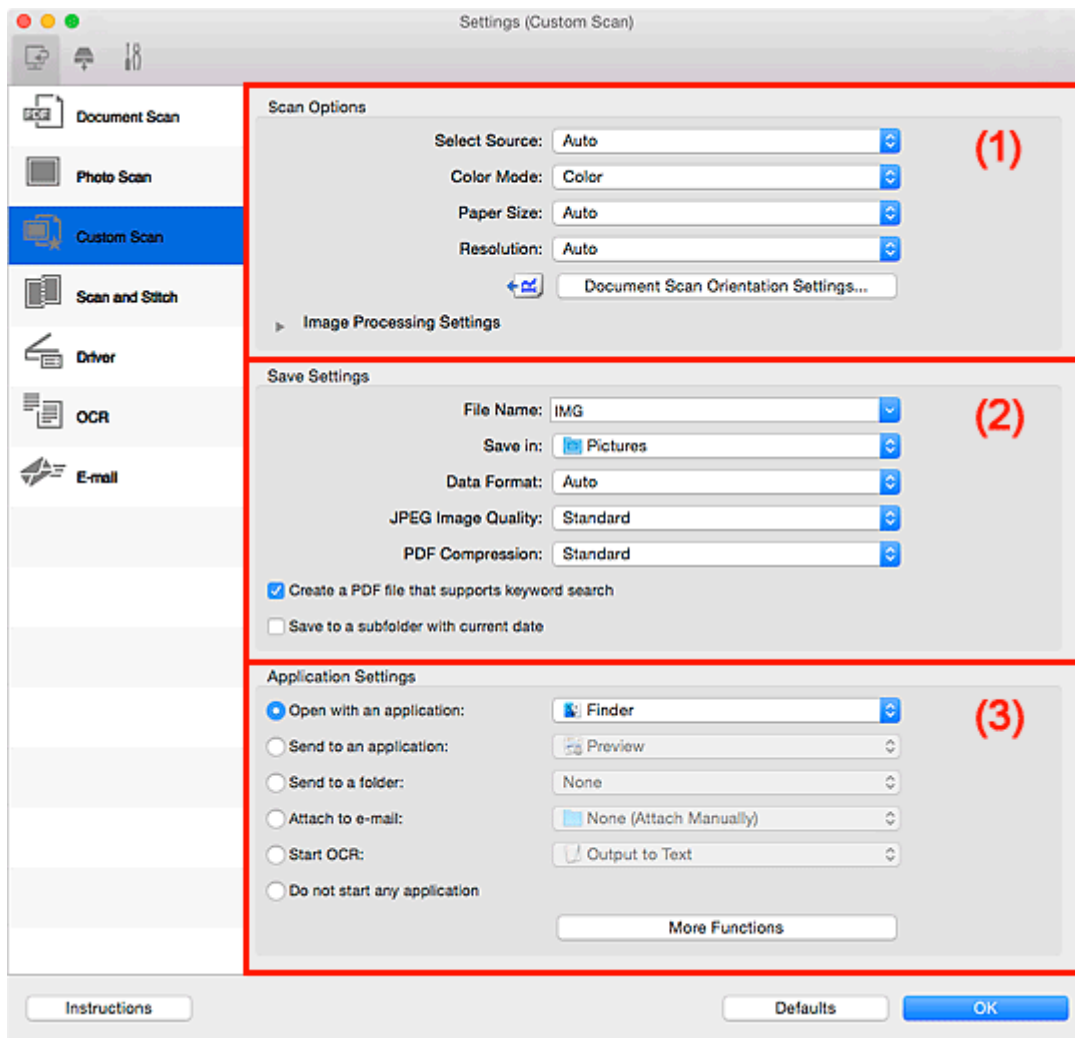 Settings (Custom Scan)
Document Scan
Photo Scan
Custom Scan
Scan and Stitch
Driver
OCR
E-mail
Scan Options
(1)
Select Source: Auto
Color Mode: Color
Paper Size: Auto
Resolution: Auto
Document Scan Orientation Settings...
Image Processing Settings
Save Settings
(2)
File Name: IMG
Save in: Pictures
Data Format: Auto
JPEG Image Quality: Standard
PDF Compression: Standard
Create a PDF file that supports keyword search
Save to a subfolder with current date
Application Settings
(3)
Open with an application: Finder
Send to an application: Preview
Send to a folder: None
Attach to e-mail: None (Attach Manually)
Start OCR: Output to Text
Do not start any application
More Functions
Instructions
Defaults
OK